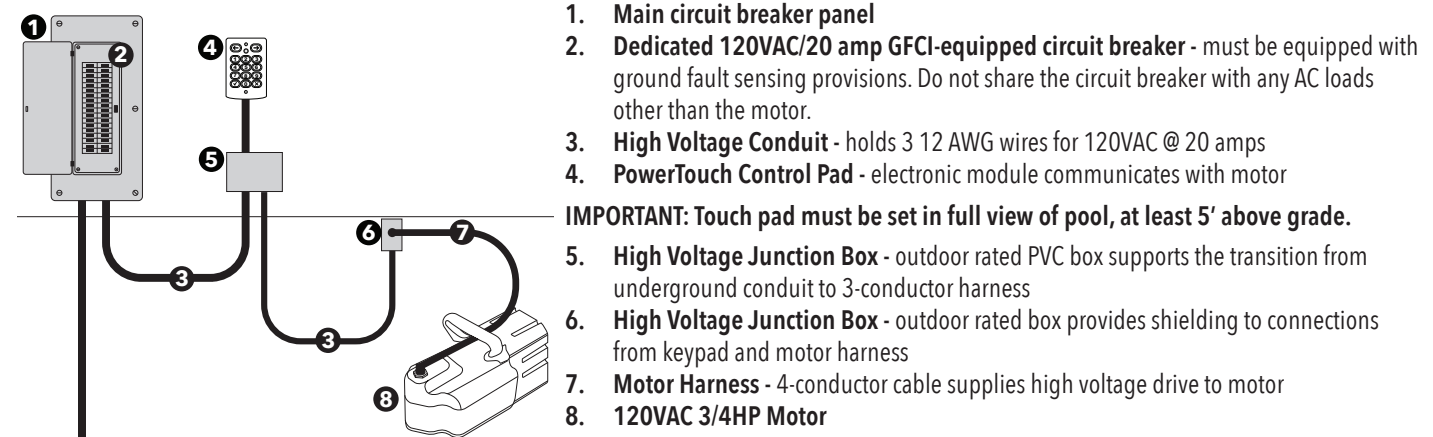 1
2
4
5
3
6
7
3
8
1. Main circuit breaker panel
2. Dedicated 120VAC/20 amp GFCI-equipped circuit breaker - must be equipped with
ground fault sensing provisions. Do not share the circuit breaker with any AC loads
other than the motor.
3. High Voltage Conduit - holds 3 12 AWG wires for 120VAC @ 20 amps
4. PowerTouch Control Pad - electronic module communicates with motor
IMPORTANT: Touch pad must be set in full view of pool, at least 5’ above grade.
5. High Voltage Junction Box - outdoor rated PVC box supports the transition from
underground conduit to 3-conductor harness
6. High Voltage Junction Box - outdoor rated box provides shielding to connections
from keypad and motor harness
7. Motor Harness - 4-conductor cable supplies high voltage drive to motor
8. 120VAC 3/4HP Motor